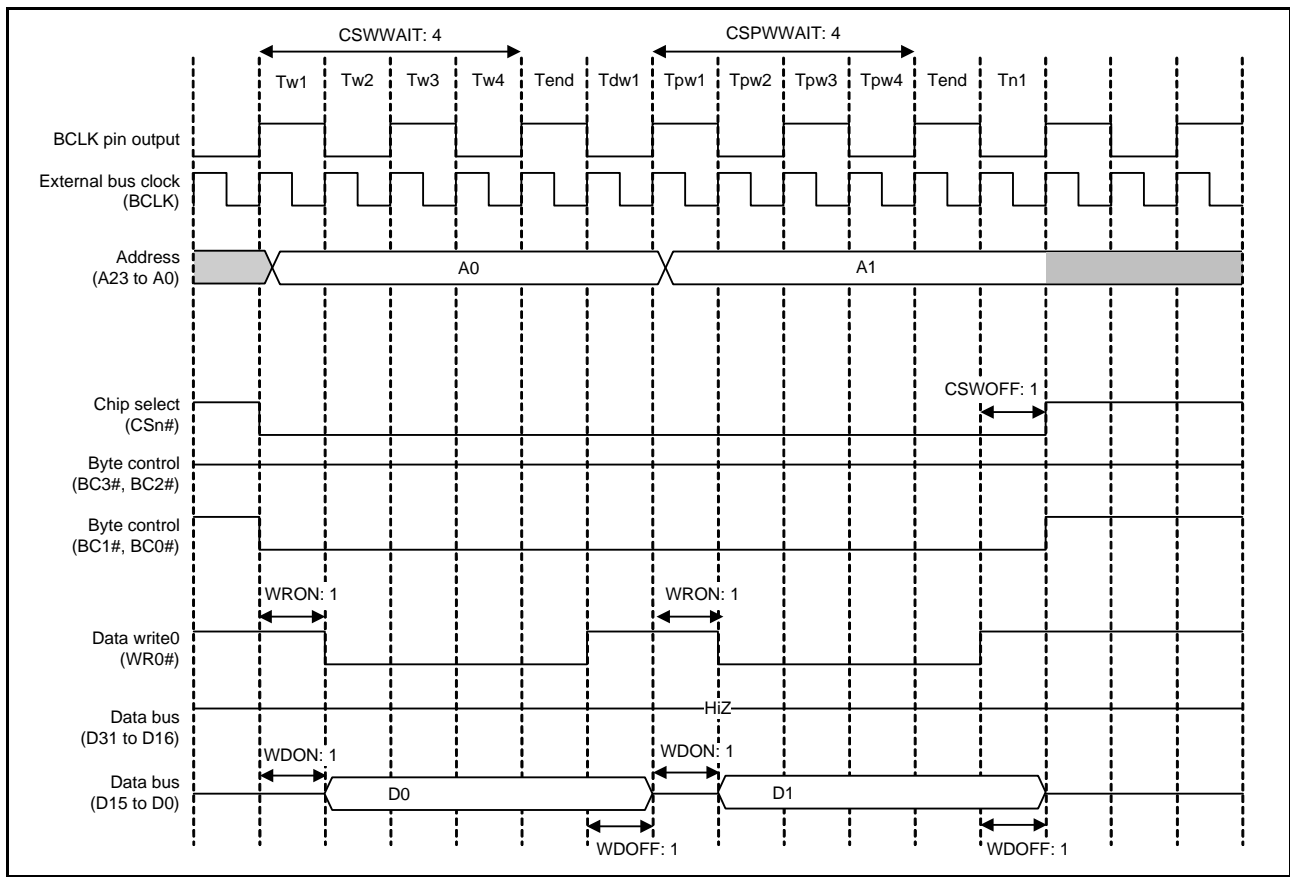 CSWWAIT: 4 CSPWWAIT: 4
Tw1 Tw2 Tw3 Tw4 Tend Tdw1 Tpw1 Tpw2 Tpw3 Tpw4 Tend Tn1
BCLK pin output
External bus clock
(BCLK)
Address
(A23 to A0)
A0 A1
CSWOFF: 1
Chip select
(CSn#)
Byte control
(BC3#, BC2#)
Byte control
(BC1#, BC0#)
WRON: 1 WRON: 1
Data write0
(WR0#)
HiZ
Data bus
(D31 to D16)
WDON: 1 WDON: 1
Data bus
(D15 to D0)
D0 D1
WDOFF: 1 WDOFF: 1